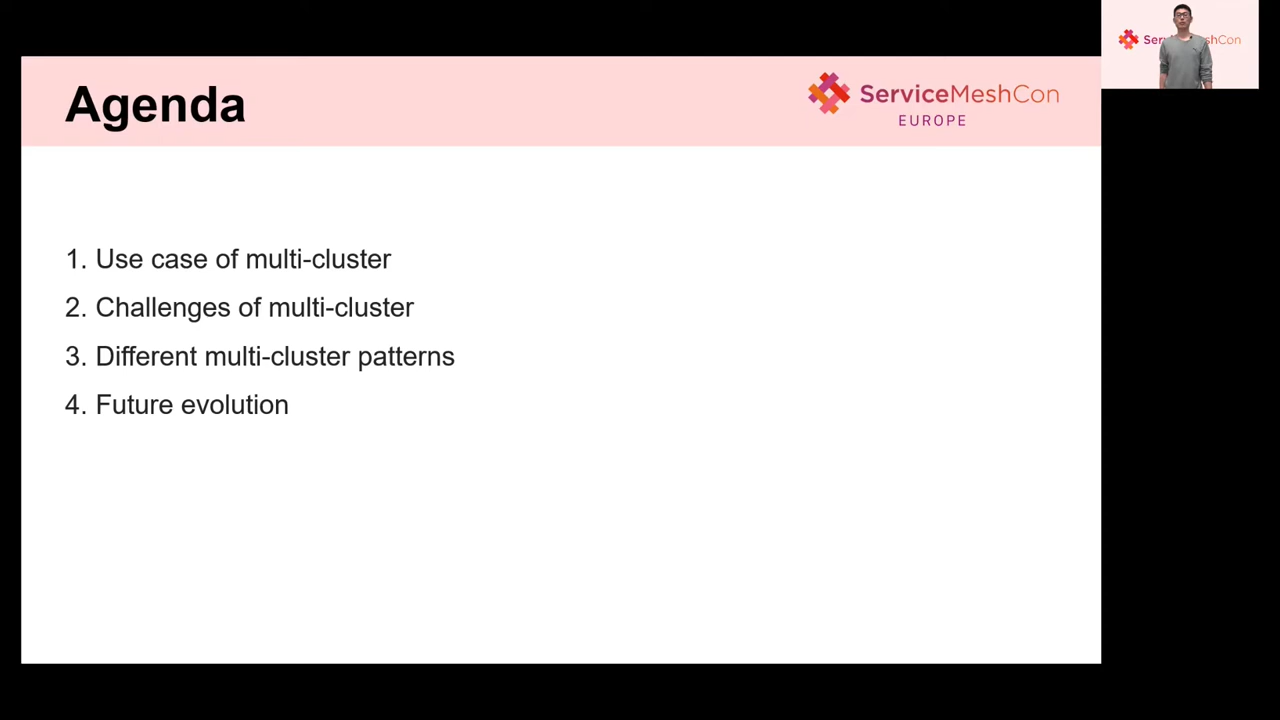 Agenda
ServiceMeshCon
EUROPE
1. Use case of multi-cluster
2. Challenges of multi-cluster
3. Different multi-cluster patterns
4. Future evolution